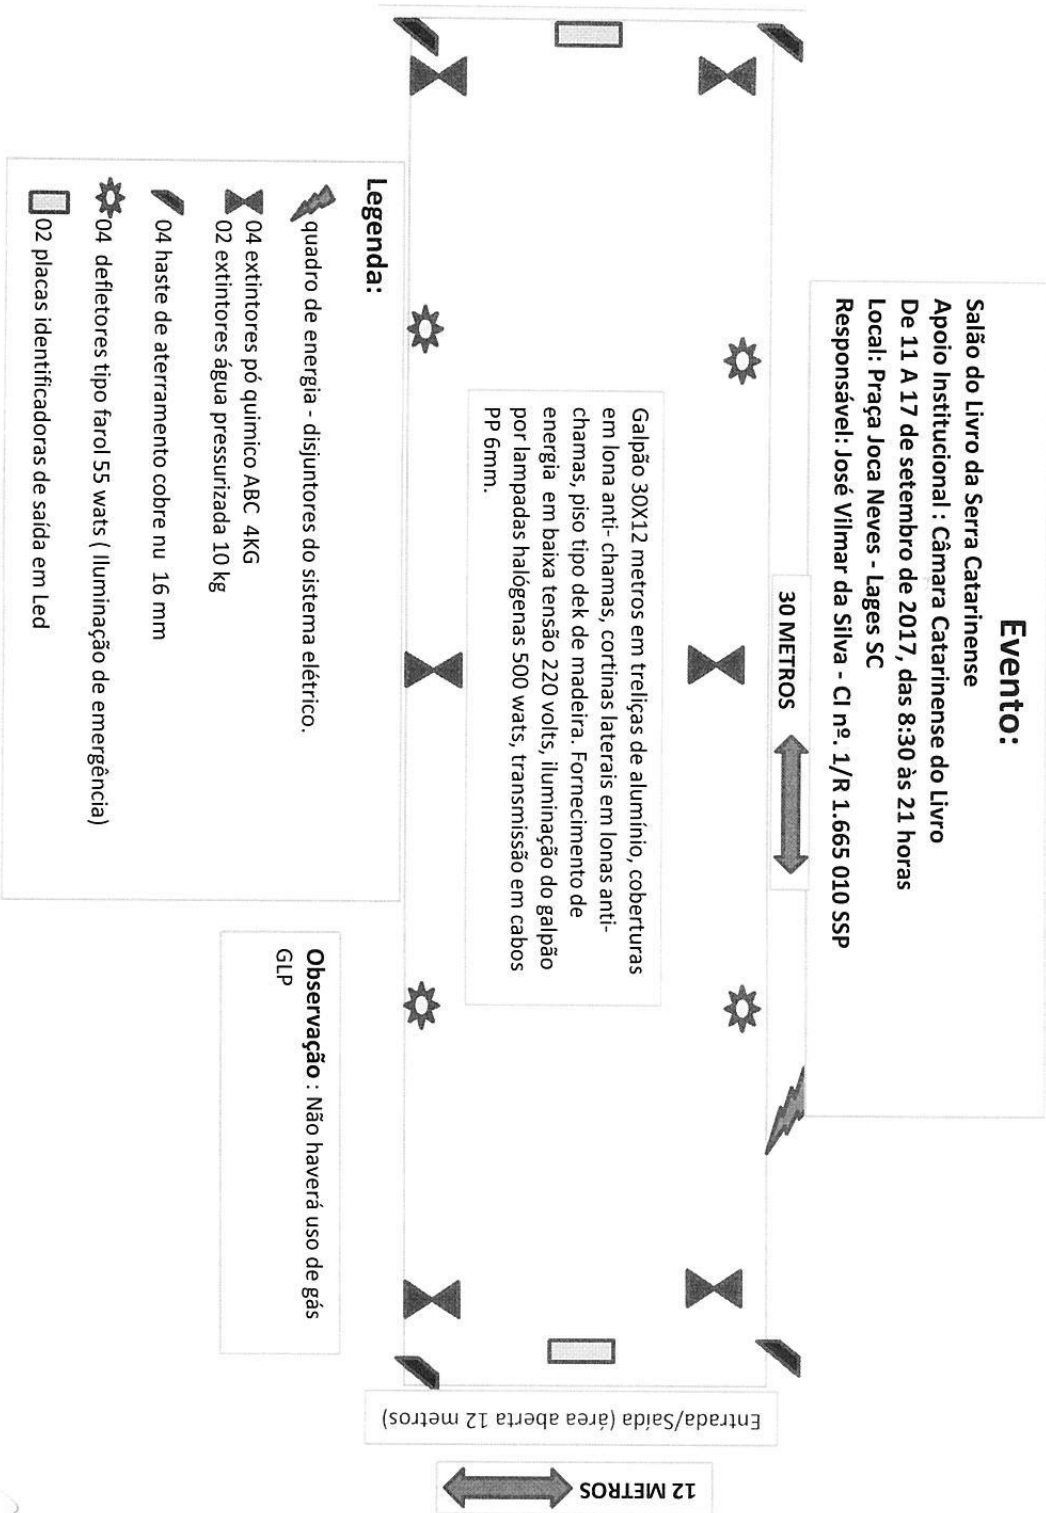 Evento:
Salão do Livro da Serra Catarinense
Apoio Institucional : Câmara Catarinense do Livro
De 11 A 17 de setembro de 2017, das 8:30 às 21 horas
Local: Praça Joca Neves - Lages SC
Responsável: José Vilmar da Silva - CI nº. 1/R 1.665 010 SSP
30 METROS
Galpão 30X12 metros em treliças de alumínio, coberturas
em lona anti- chamas, cortinas laterais em lonas anti-
chamas, piso tipo dek de madeira. Fornecimento de
energia em baixa tensão 220 volts, iluminação do galpão
por lampadas halógenas 500 wats, transmissão em cabos
PP 6mm.
Entrada/Saída (área aberta 12 metros)
12 METROS
Legenda:
quadro de energia - disjuntores do sistema elétrico.
04 extintores pó quimico ABC 4KG
02 extintores água pressurizada 10 kg
04 haste de aterramento cobre nu 16 mm
04 defletores tipo farol 55 wats ( Iluminação de emergência)
02 placas identificadoras de saída em Led
Observação : Não haverá uso de gás
GLP